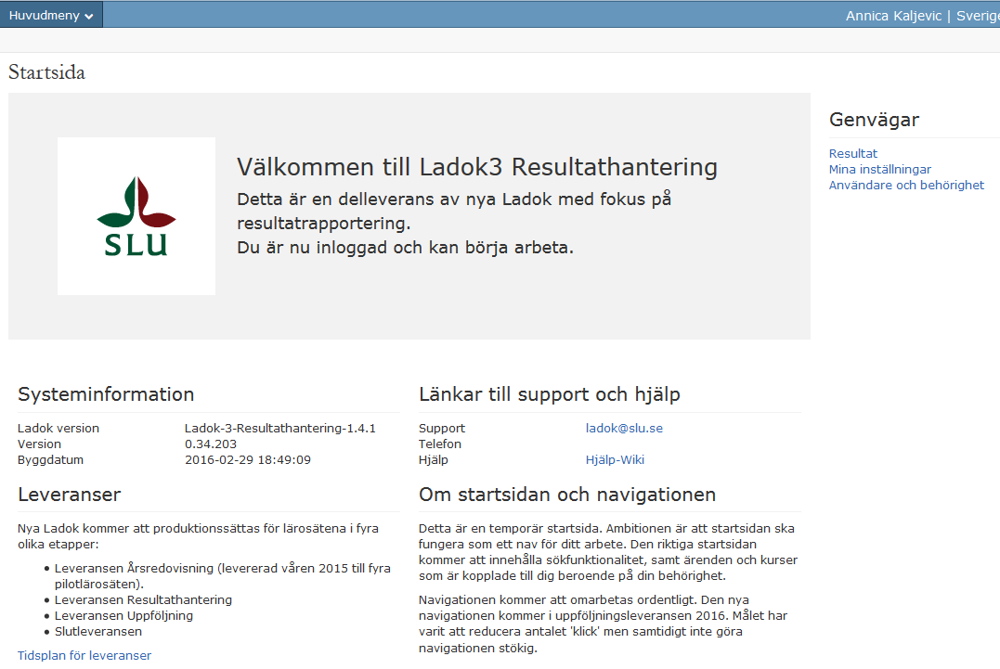 Huvudmeny
Annica Kaljevic | Sverige
Startsida
SLU
Välkommen till Ladok3 Resultathantering
Detta är en delleverans av nya Ladok med fokus på
resultatrapportering.
Du är nu inloggad och kan börja arbeta.
Genvägar
Resultat
Mina inställningar
Användare och behörighet
Systeminformation
Ladok version Ladok-3-Resultathantering-1.4.1
Version 0.34.203
Byggdatum 2016-02-29 18:49:09
Länkar till support och hjälp
Support ladok@slu.se
Telefon
Hjälp Hjälp-Wiki
Leveranser
Nya Ladok kommer att produktionssättas för lärosätena i fyra
olika etapper:
• Leveransen Årsredovisning (levererad våren 2015 till fyra
pilotlärosäten).
• Leveransen Resultathantering
• Leveransen Uppföljning
• Slutleveransen
Tidsplan för leveranser
Om startsidan och navigationen
Detta är en temporär startsida. Ambitionen är att startsidan ska
fungera som ett nav för ditt arbete. Den riktiga startsidan
kommer att innehålla sökfunktionalitet, samt ärenden och kurser
som är kopplade till dig beroende på din behörighet.
Navigationen kommer att omarbetas ordentligt. Den nya
navigationen kommer i uppföljningsleveransen 2016. Målet har
varit att reducera antalet 'klick' men samtidigt inte göra
navigationen stökig.